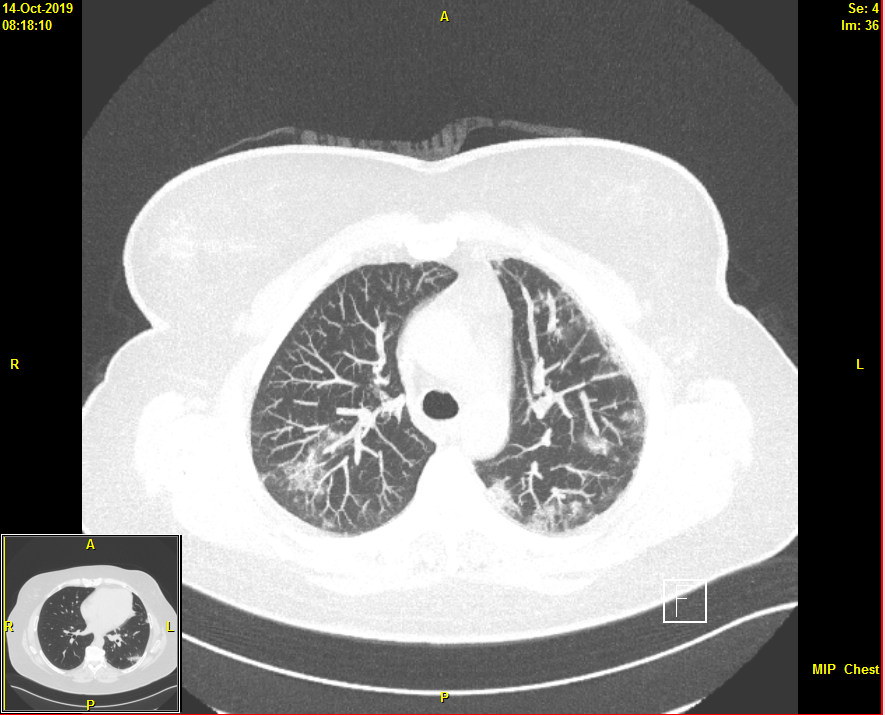 14-Oct-2019
08:18:10
A
Se: 4
Im: 36
R
L
A
R
L
P
F
P
MIP Chest